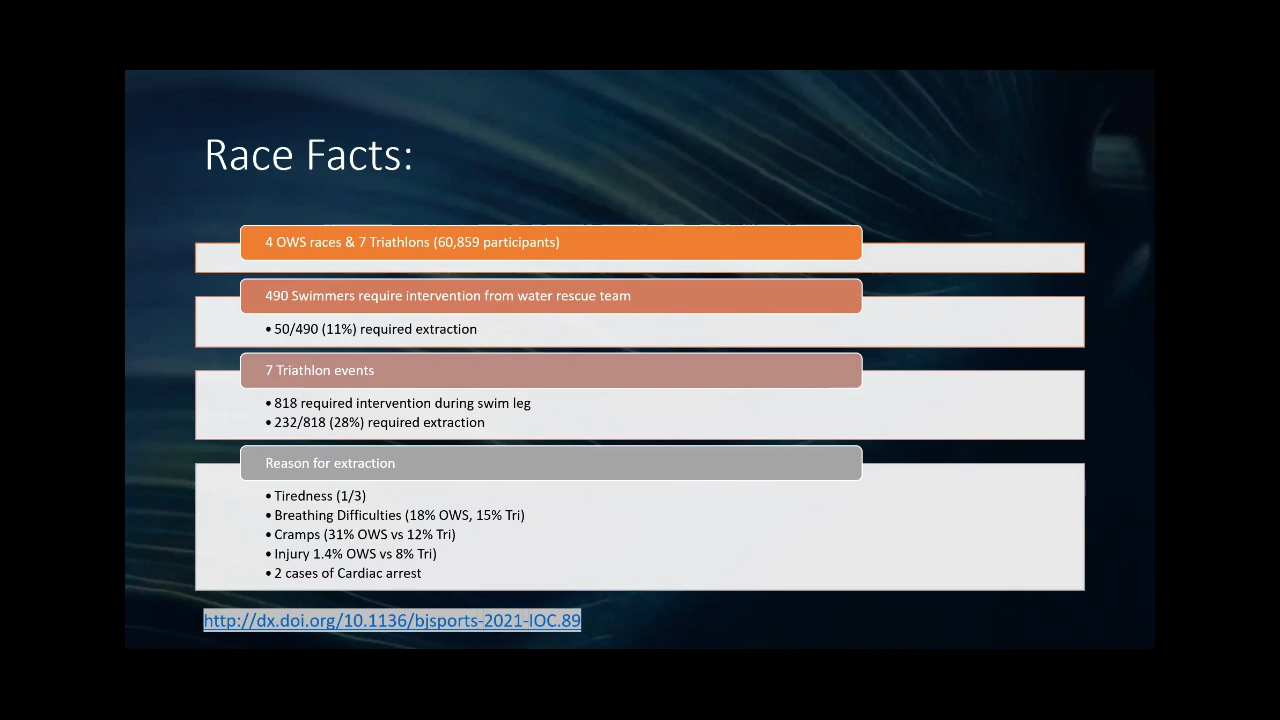 Race Facts:
4 OWS races & 7 Triathlons (60,859 participants)
490 Swimmers require intervention from water rescue team
• 50/490 (11%) required extraction
7 Triathlon events
• 818 required intervention during swim leg
• 232/818 (28%) required extraction
Reason for extraction
• Tiredness (1/3)
• Breathing Difficulties (18% OWS, 15% Tri)
• Cramps (31% OWS vs 12% Tri)
• Injury 1.4% OWS vs 8% Tri)
• 2 cases of Cardiac arrest
http://dx.doi.org/10.1136/bjsports-2021-IOC.89